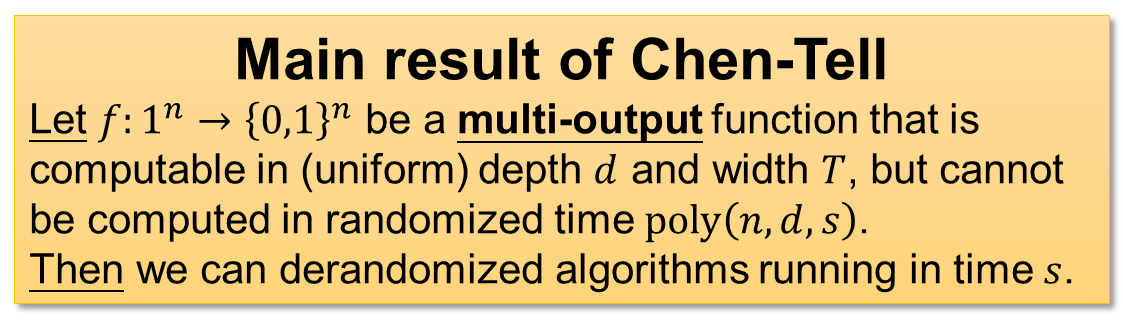 Main result of Chen-Tell
Let 𝑓: 1ⁿ → {0,1}ⁿ be a multi-output function that is
computable in (uniform) depth 𝑑 and width 𝑇, but cannot
be computed in randomized time poly(𝑛, 𝑑, 𝑠).
Then we can derandomized algorithms running in time 𝑠.